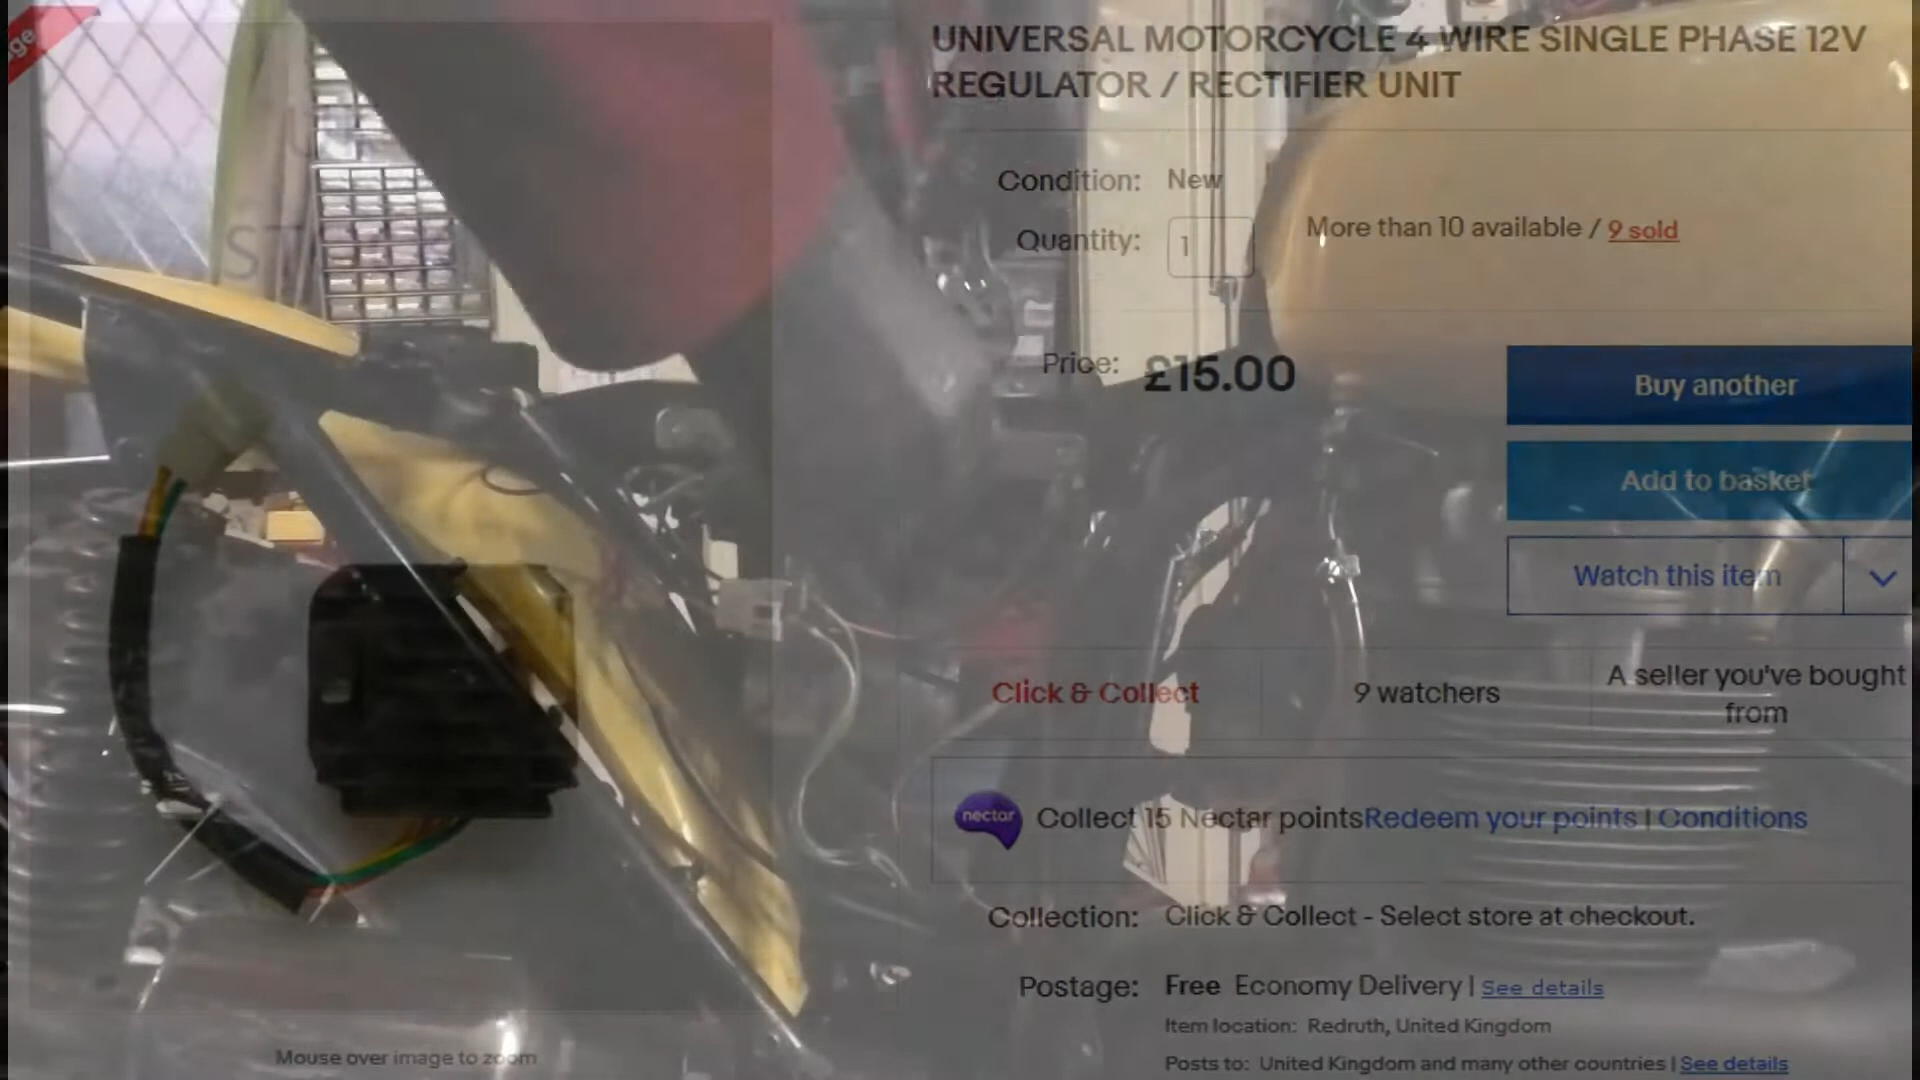 ge
UNIVERSAL MOTORCYCLE 4 WIRE SINGLE PHASE 12V
REGULATOR / RECTIFIER UNIT
Condition: New
Quantity: 1 More than 10 available / 9 sold
Price: £15.00
Buy another
Add to basket
Watch this item
Click & Collect
9 watchers
A seller you've bought
from
nectar Collect 15 Nectar points Redeem your points | Conditions
Collection: Click & Collect - Select store at checkout.
Postage: Free Economy Delivery | See details
Item location: Redruth, United Kingdom
Posts to: United Kingdom and many other countries | See details
Mouse over image to zoom